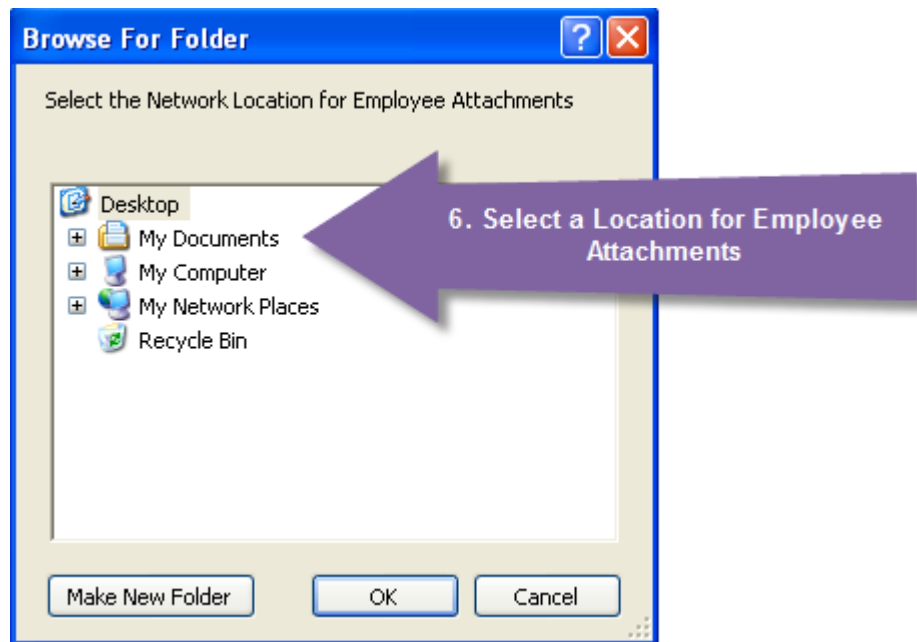 Browse For Folder
Select the Network Location for Employee Attachments
Desktop
My Documents
My Computer
My Network Places
Recycle Bin
6. Select a Location for Employee
Attachments
Make New Folder
OK
Cancel